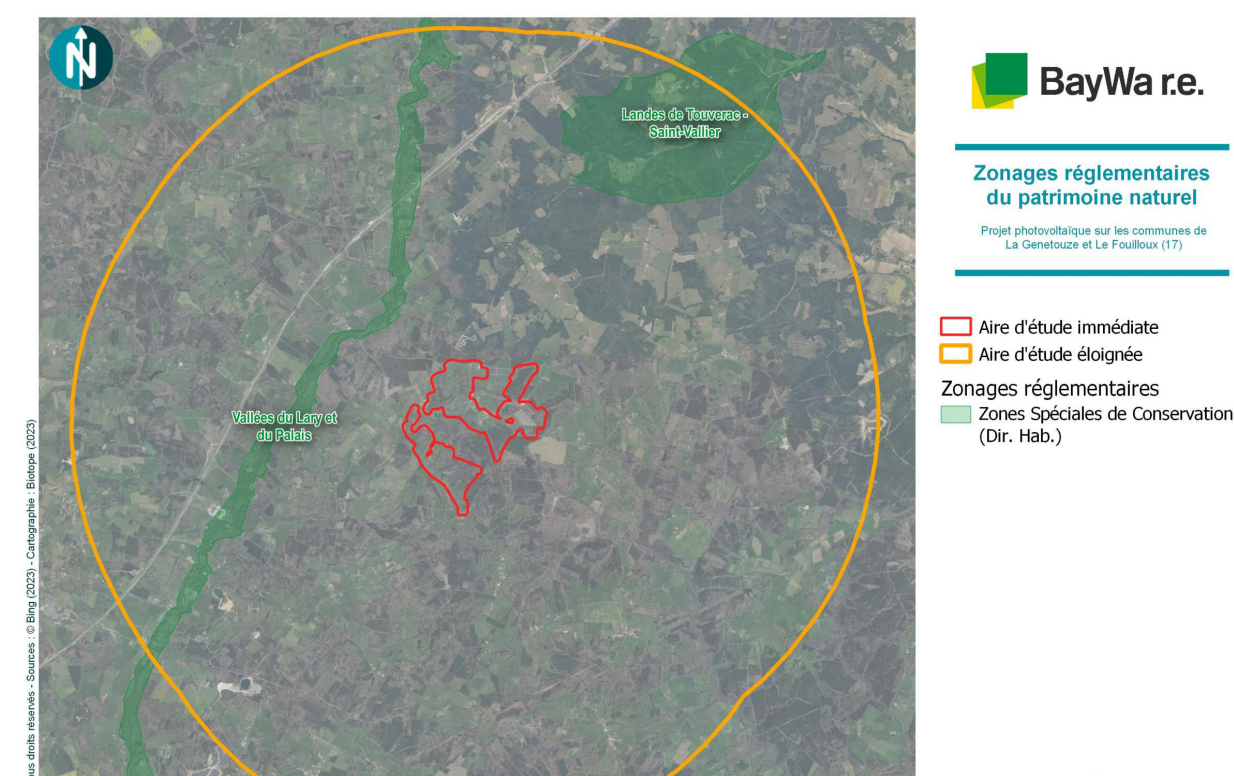 N
BayWa r.e.
Zonages réglementaires
du patrimoine naturel
Projet photovoltaïque sur les communes de
La Genetouze et Le Fouilloux (17)
Aire d'étude immédiate
Aire d'étude éloignée
Zonages réglementaires
Zones Spéciales de Conservation
(Dir. Hab.)
Landes de Touverac -
Saint-Vallier
Vallées du Lary et
du Palais
droits réservés - Sources : © Bing (2023) - Cartographie : Biotope (2023)